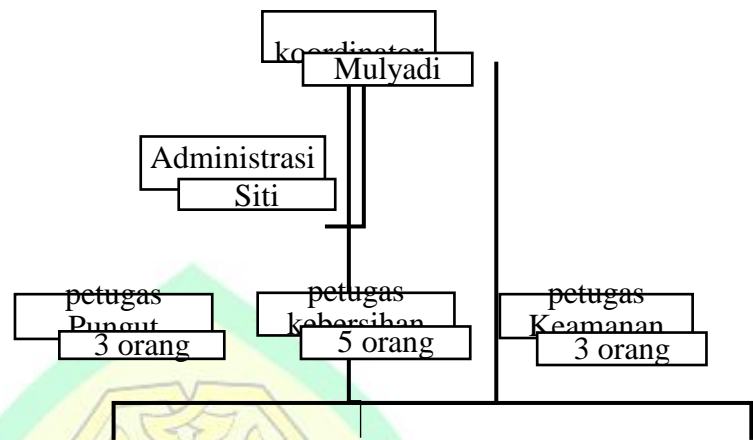 koordinator
Mulyadi
Administrasi
Siti
petugas
Pungut
3 orang
petugas
kebersihan
5 orang
petugas
Keamanan
3 orang